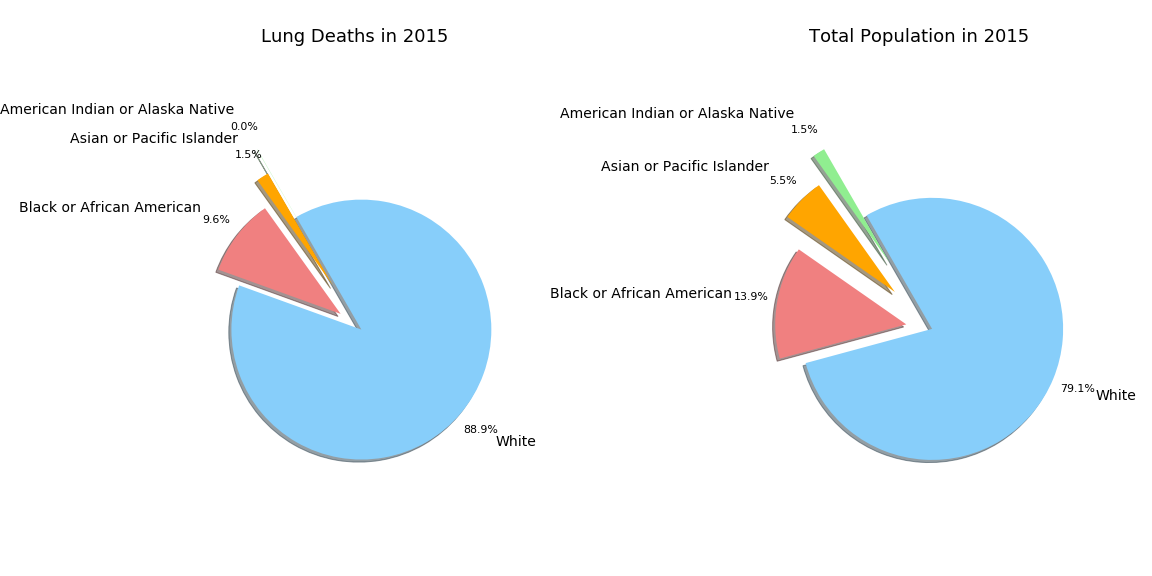 Lung Deaths in 2015
American Indian or Alaska Native
0.0%
Asian or Pacific Islander
1.5%
Black or African American
9.6%
88.9%
White
Total Population in 2015
American Indian or Alaska Native
1.5%
Asian or Pacific Islander
5.5%
Black or African American
13.9%
79.1%
White